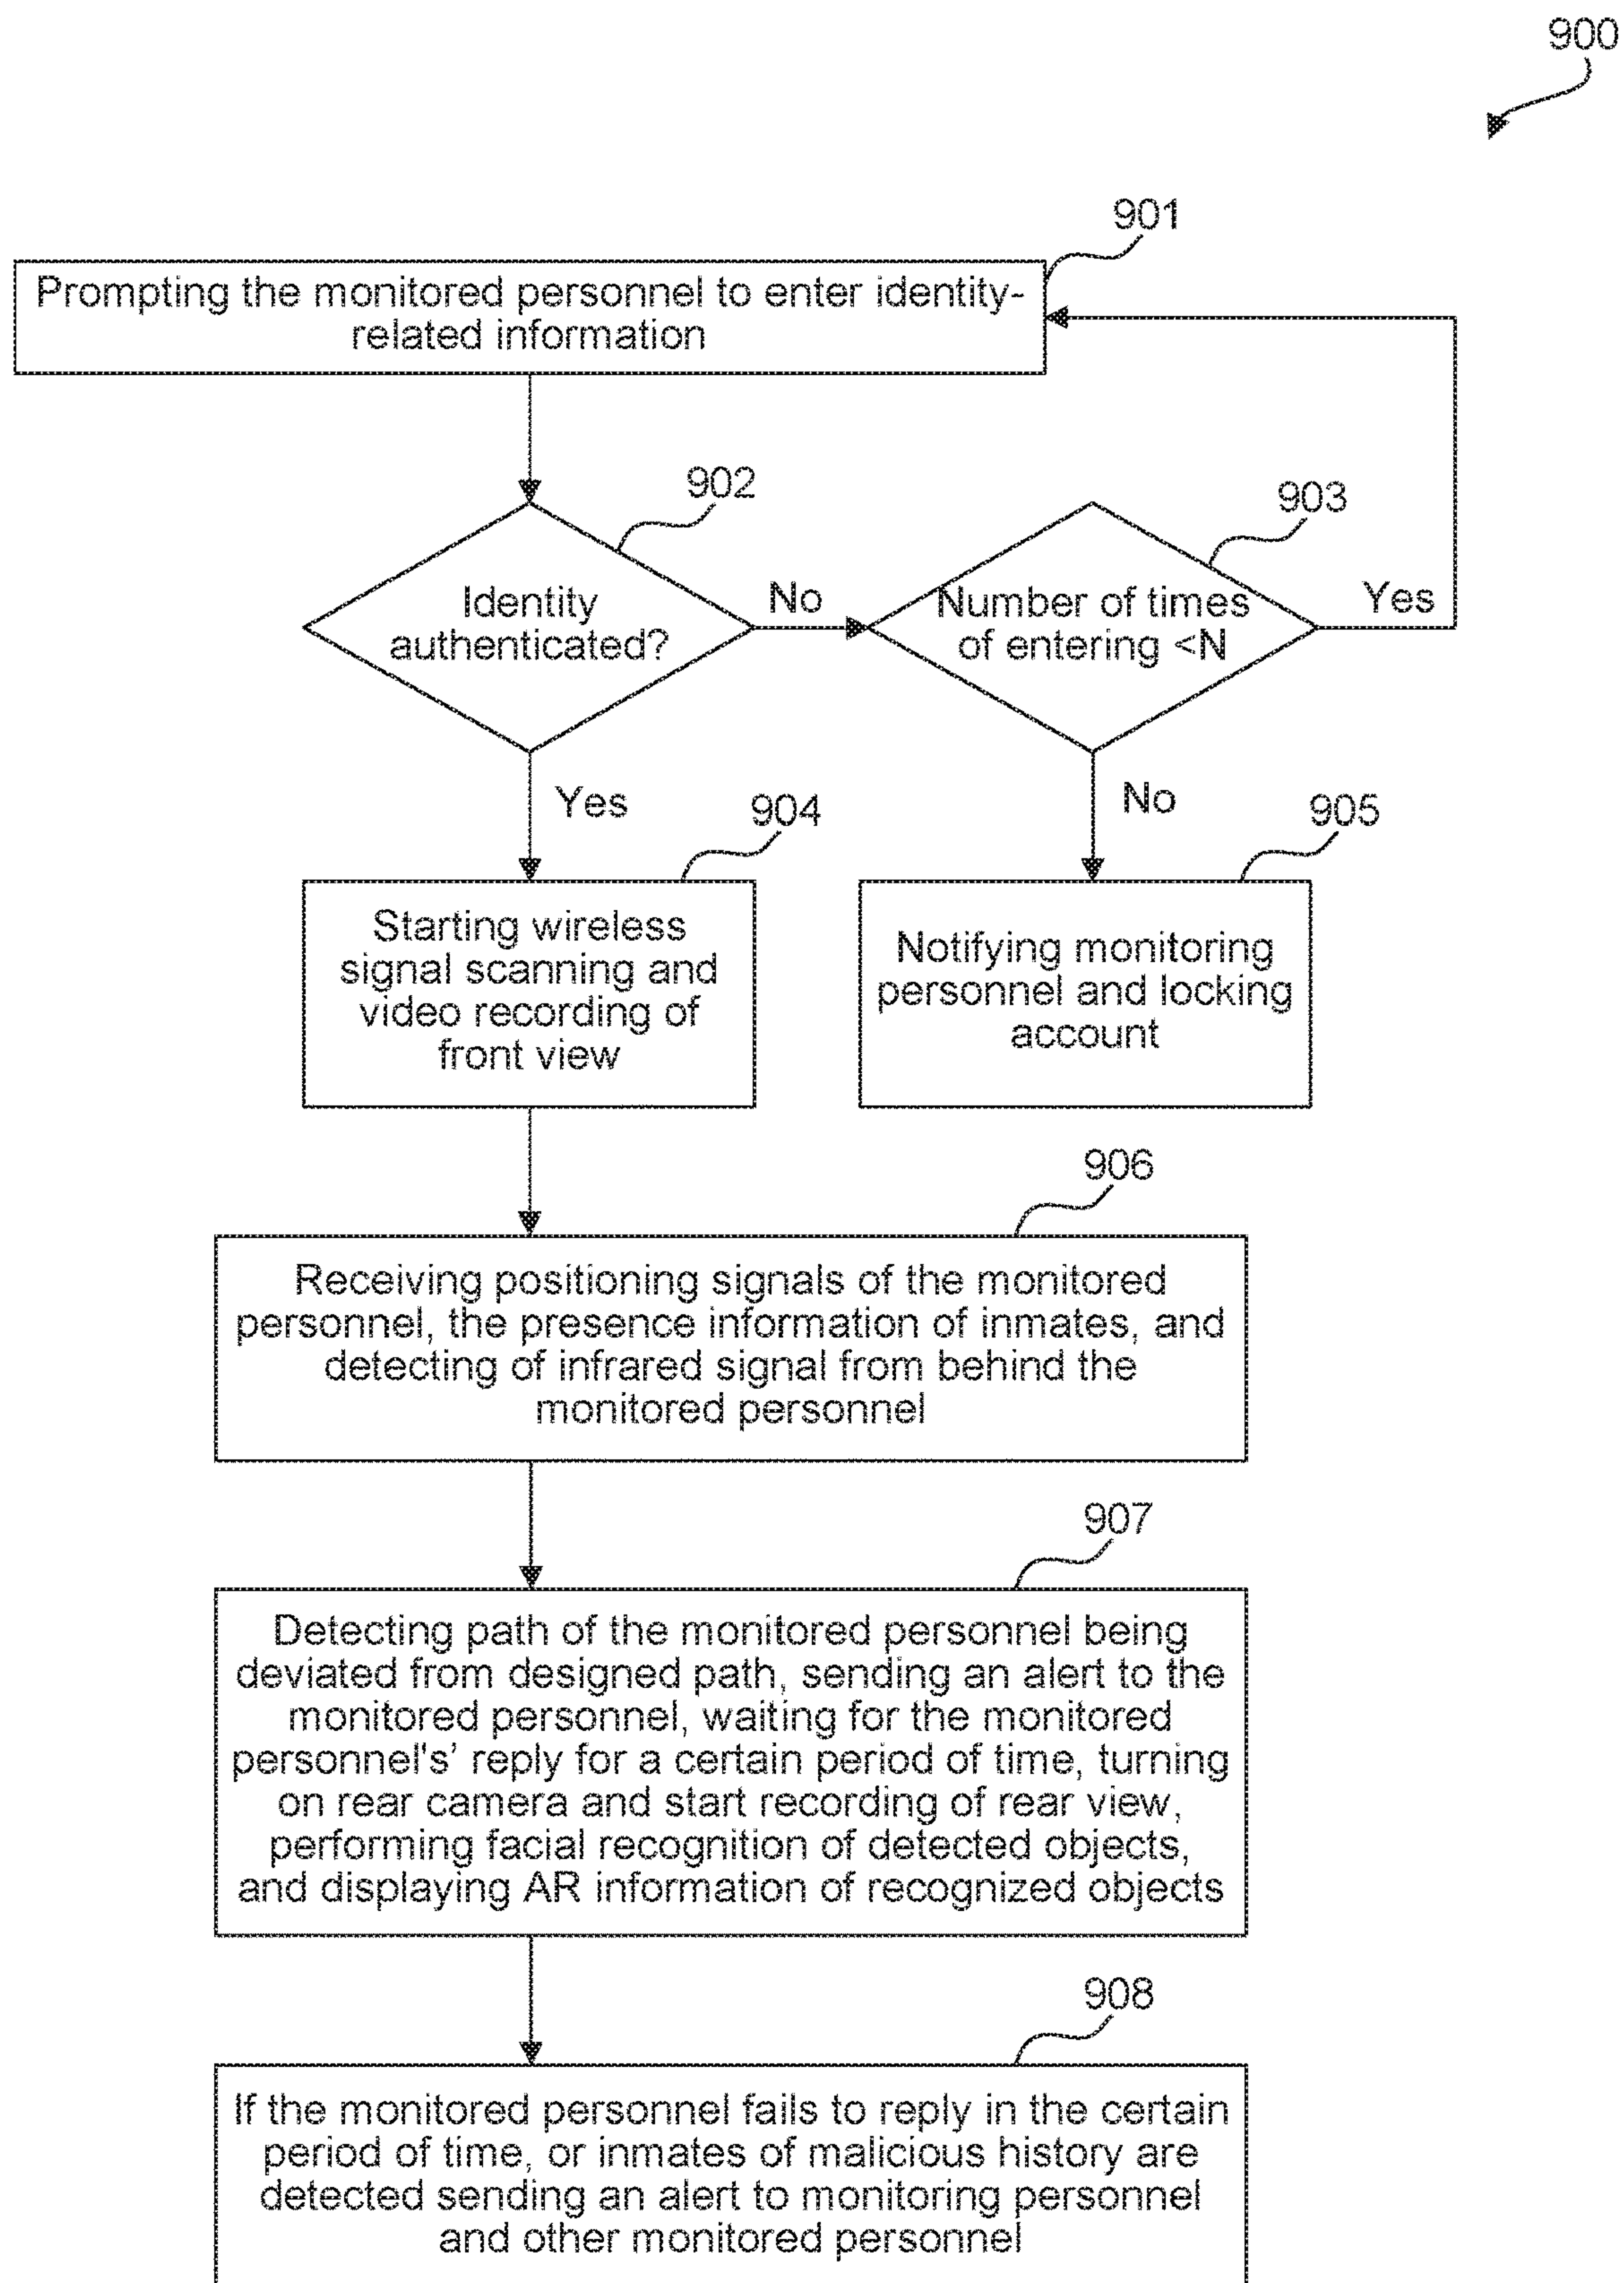 900
901
Prompting the monitored personnel to enter identity-
related information
902
903
Identity
authenticated?
No
Number of times
of entering <N
Yes
Yes
904
No
905
Starting wireless
signal scanning and
video recording of
front view
Notifying monitoring
personnel and locking
account
906
Receiving positioning signals of the monitored
personnel, the presence information of inmates, and
detecting of infrared signal from behind the
monitored personnel
907
Detecting path of the monitored personnel being
deviated from designed path, sending an alert to the
monitored personnel, waiting for the monitored
personnel's’ reply for a certain period of time, turning
on rear camera and start recording of rear view,
performing facial recognition of detected objects,
and displaying AR information of recognized objects
908
If the monitored personnel fails to reply in the certain
period of time, or inmates of malicious history are
detected sending an alert to monitoring personnel
and other monitored personnel